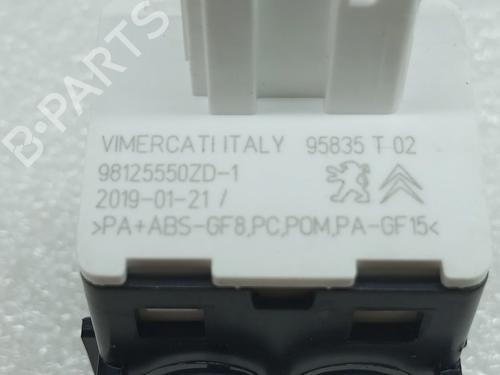 B-PARTS
VIMERCATI ITALY 95835 T 02
98125550ZD-1
2019-01-21 /
>PA+ABS-GF8,PC,POM,PA-GF15<